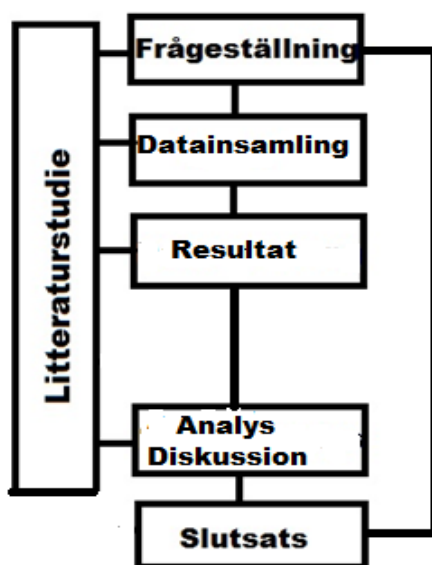 Frågeställning
Datainsamling
Resultat
Litteraturstudie
Analys
Diskussion
Slutsats